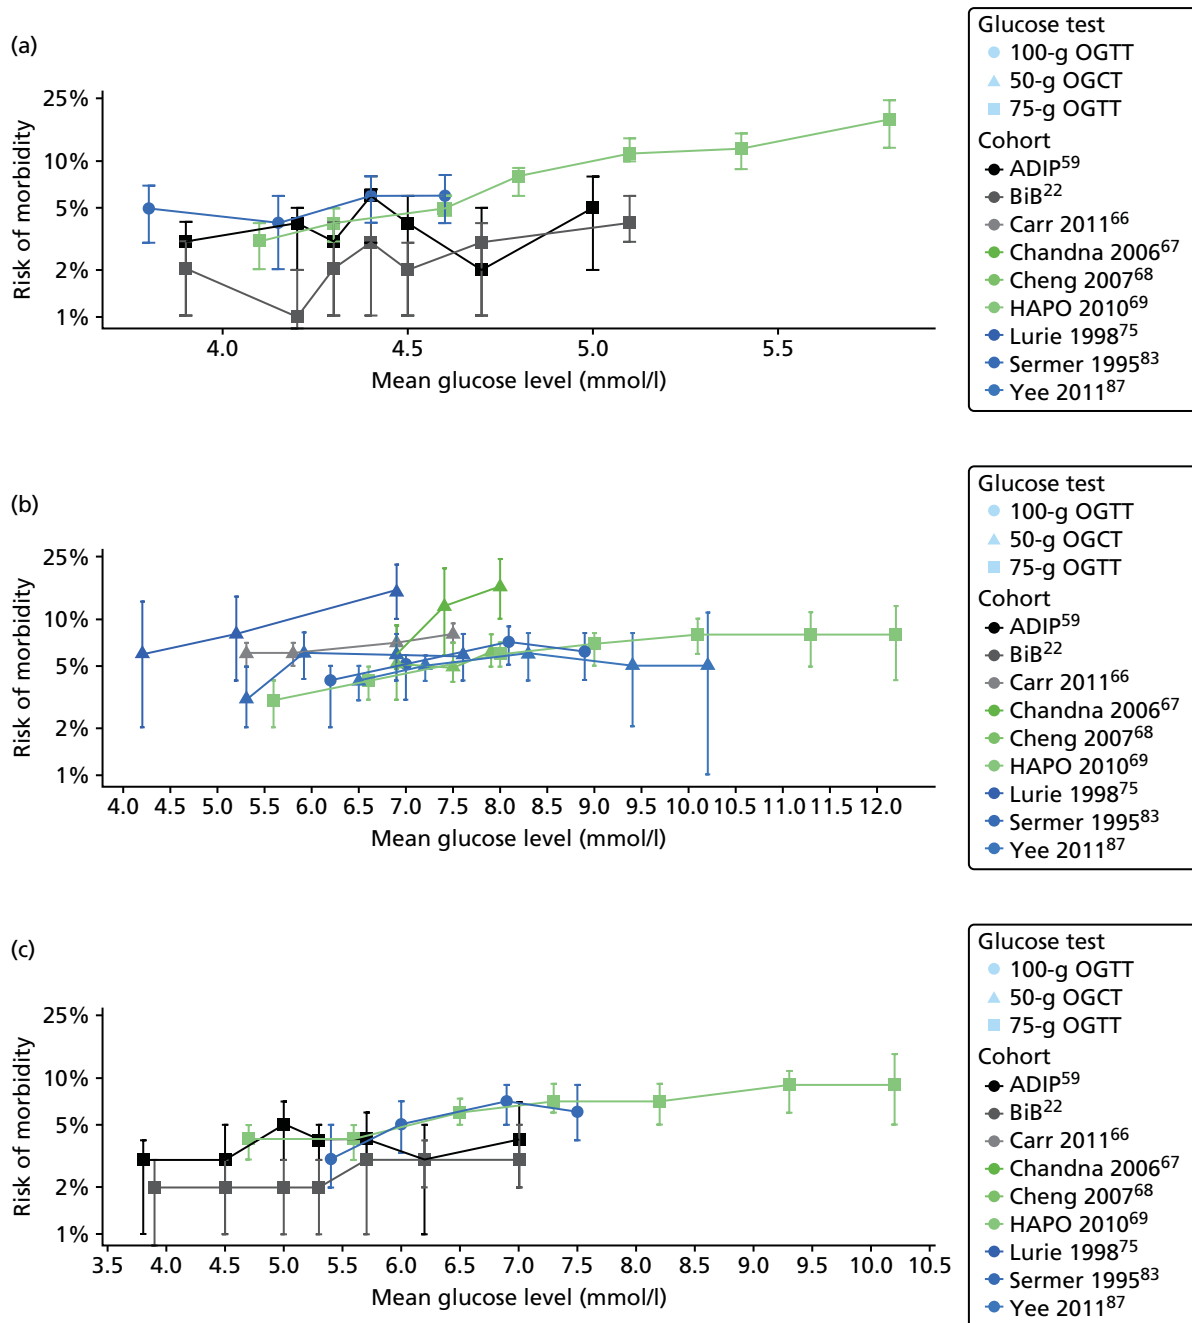 (a)
25%
10%
5%
2%
1%
Risk of morbidity
4.0 4.5 5.0 5.5
Mean glucose level (mmol/l)
Glucose test
100-g OGTT
50-g OGCT
75-g OGTT
Cohort
ADIP59
BiB22
Carr 201166
Chandna 200667
Cheng 200768
HAPO 201069
Lurie 199875
Sermer 199583
Yee 201187
(b)
25%
10%
5%
2%
1%
Risk of morbidity
4.0 4.5 5.0 5.5 6.0 6.5 7.0 7.5 8.0 8.5 9.0 9.5 10.0 10.5 11.0 11.5 12.0
Mean glucose level (mmol/l)
Glucose test
100-g OGTT
50-g OGCT
75-g OGTT
Cohort
ADIP59
BiB22
Carr 201166
Chandna 200667
Cheng 200768
HAPO 201069
Lurie 199875
Sermer 199583
Yee 201187
(c)
25%
10%
5%
2%
1%
Risk of morbidity
3.5 4.0 4.5 5.0 5.5 6.0 6.5 7.0 7.5 8.0 8.5 9.0 9.5 10.0 10.5
Mean glucose level (mmol/l)
Glucose test
100-g OGTT
50-g OGCT
75-g OGTT
Cohort
ADIP59
BiB22
Carr 201166
Chandna 200667
Cheng 200768
HAPO 201069
Lurie 199875
Sermer 199583
Yee 201187